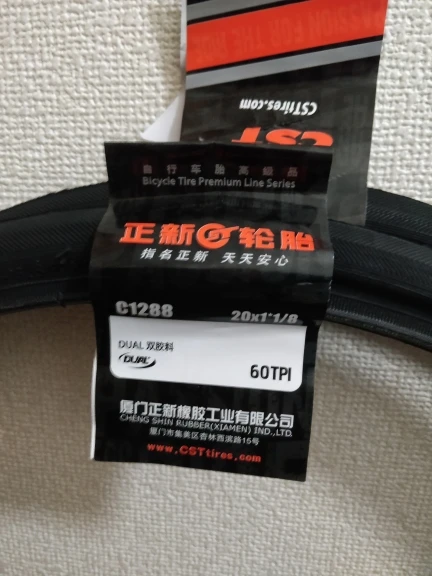 CSTtires.com
CST
自行车胎高级品
Bicycle Tire Premium Line Series
正新轮胎
指名正新 天天安心
C1288 20x1 1/8
DUAL 双胶料
DUAL
60TPI
厦门正新橡胶工业有限公司
CHENG SHIN RUBBER(XIAMEN) IND.,LTD.
厦门市集美区杏林西滨路15号
www.CSTtires.com